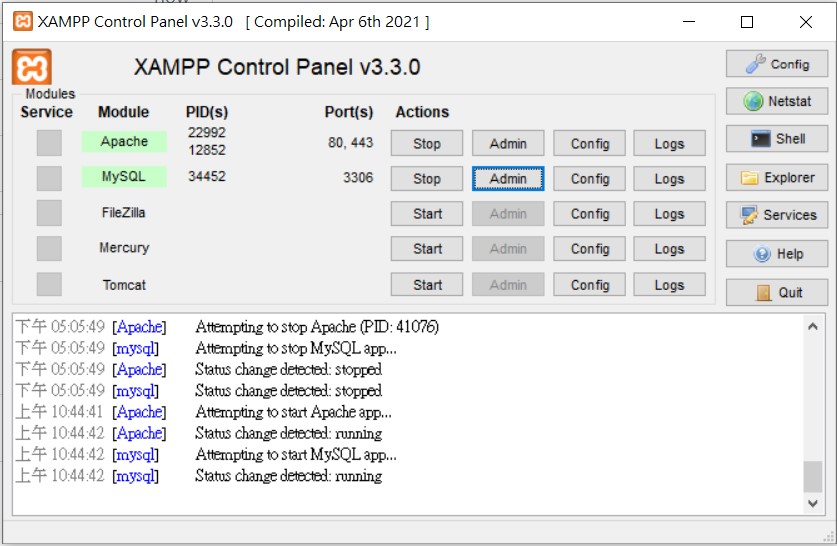 XAMPP Control Panel v3.3.0 [ Compiled: Apr 6th 2021 ]
XAMPP Control Panel v3.3.0
Config
Modules
Service Module PID(s) Port(s) Actions
Netstat
Apache 22992 12852 80, 443 Stop Admin Config Logs
Shell
MySQL 34452 3306 Stop Admin Config Logs
Explorer
FileZilla Start Admin Config Logs
Services
Mercury Start Admin Config Logs
Help
Tomcat Start Admin Config Logs
Quit
下午 05:05:49 [Apache] Attempting to stop Apache (PID: 41076)
下午 05:05:49 [mysql] Attempting to stop MySQL app...
下午 05:05:49 [Apache] Status change detected: stopped
下午 05:05:49 [mysql] Status change detected: stopped
上午 10:44:41 [Apache] Attempting to start Apache app...
上午 10:44:42 [Apache] Status change detected: running
上午 10:44:42 [mysql] Attempting to start MySQL app...
上午 10:44:42 [mysql] Status change detected: running